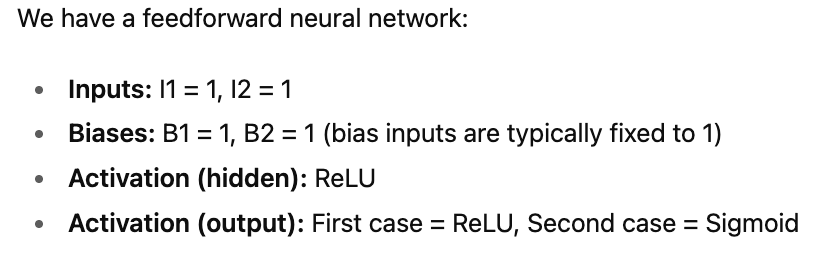 We have a feedforward neural network:
• Inputs: I1 = 1, I2 = 1
• Biases: B1 = 1, B2 = 1 (bias inputs are typically fixed to 1)
• Activation (hidden): ReLU
• Activation (output): First case = ReLU, Second case = Sigmoid